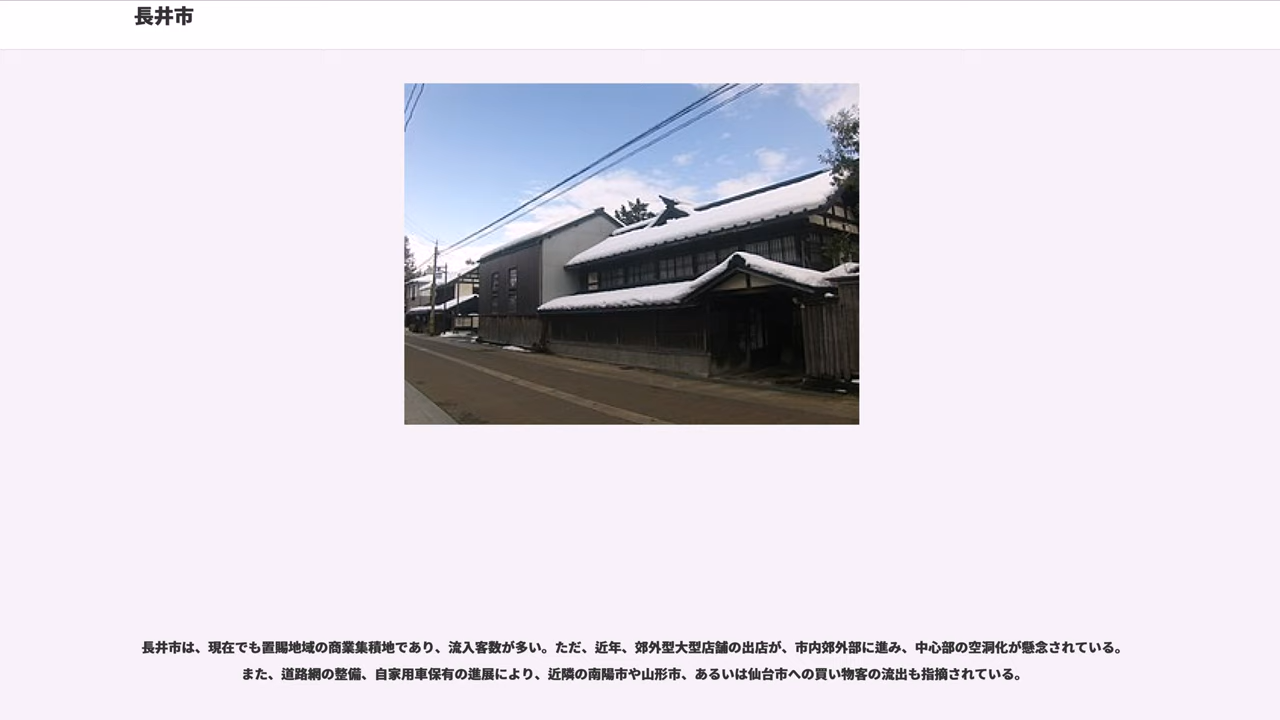 長井市
長井市は、現在でも置賜地域の商業集積地であり、流入客数が多い。ただ、近年、郊外型大型店舗の出店が、市内郊外部に進み、中心部の空洞化が懸念されている。
また、道路網の整備、自家用車保有の進展により、近隣の南陽市や山形市、あるいは仙台市への買い物客の流出も指摘されている。